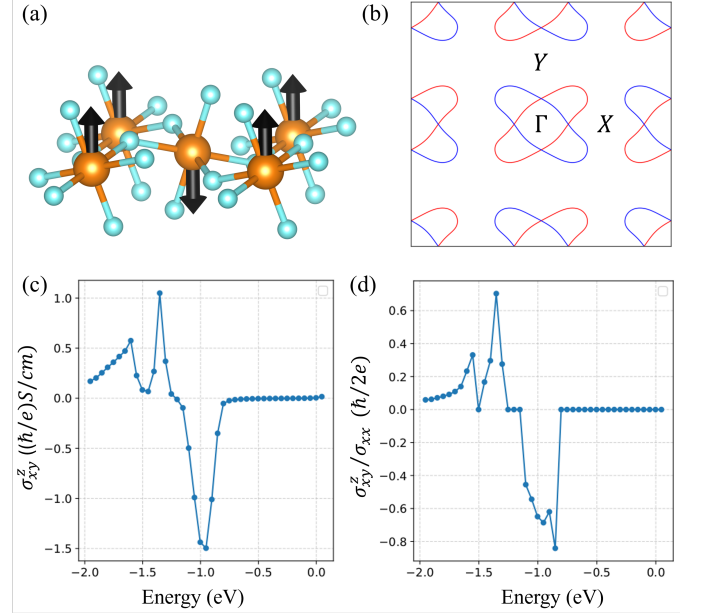 (a)
(b)
Y
Γ
X
(c)
1.0
0.5
0.0
−0.5
−1.0
−1.5
−2.0 −1.5 −1.0 −0.5 0.0
σ^z_xy ((ħ/e)S/cm)
Energy (eV)
(d)
0.6
0.4
0.2
0.0
−0.2
−0.4
−0.6
−0.8
−2.0 −1.5 −1.0 −0.5 0.0
σ^z_xy/σ_xx (ħ/2e)
Energy (eV)